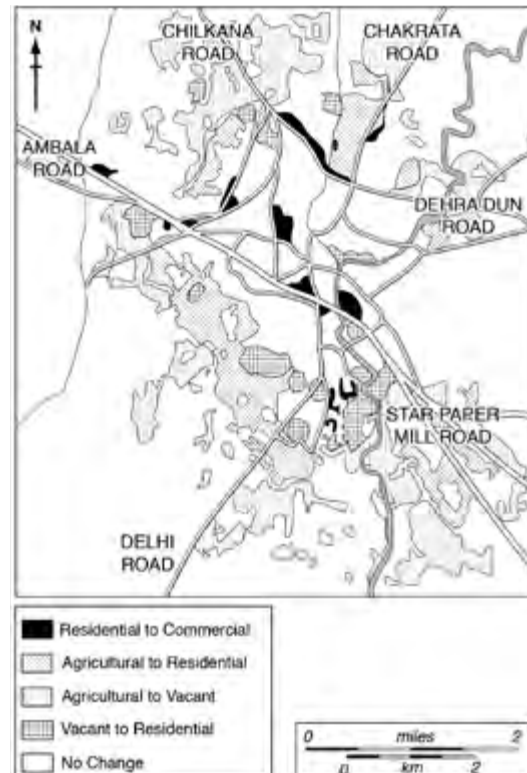 N
CHILKANA
ROAD
CHAKRATA
ROAD
AMBALA
ROAD
DEHRA DUN
ROAD
STAR PAPER
MILL ROAD
DELHI
ROAD
Residential to Commercial
Agricultural to Residential
Agricultural to Vacant
Vacant to Residential
No Change
0 miles 2
0 km 2